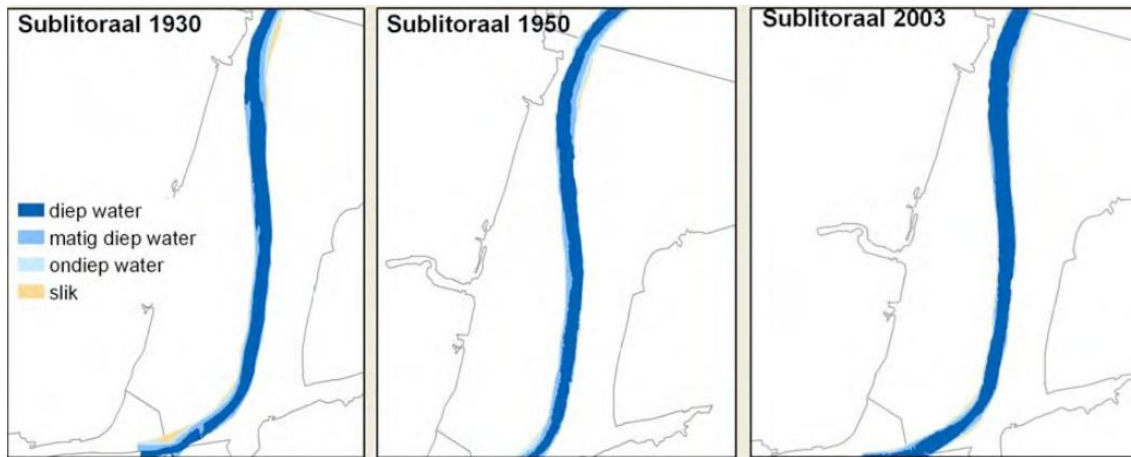 Sublitoraal 1930
Sublitoraal 1950
Sublitoraal 2003
diep water
matig diep water
ondiep water
slik